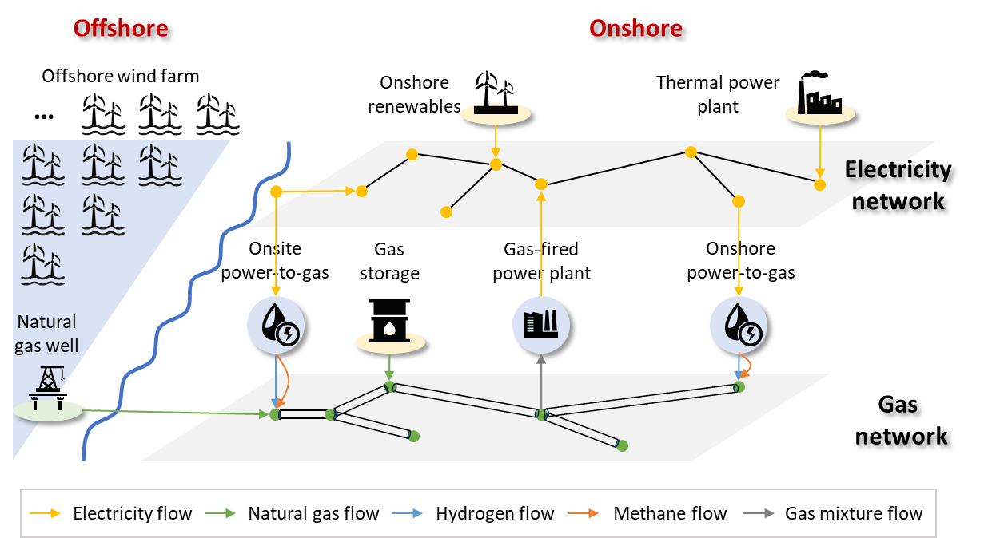 Offshore
Onshore
Offshore wind farm
...
Onshore
renewables
Thermal power
plant
Electricity
network
Onsite
power-to-gas
Gas
storage
Gas-fired
power plant
Onshore
power-to-gas
Natural
gas well
Gas
network
Electricity flow
Natural gas flow
Hydrogen flow
Methane flow
Gas mixture flow